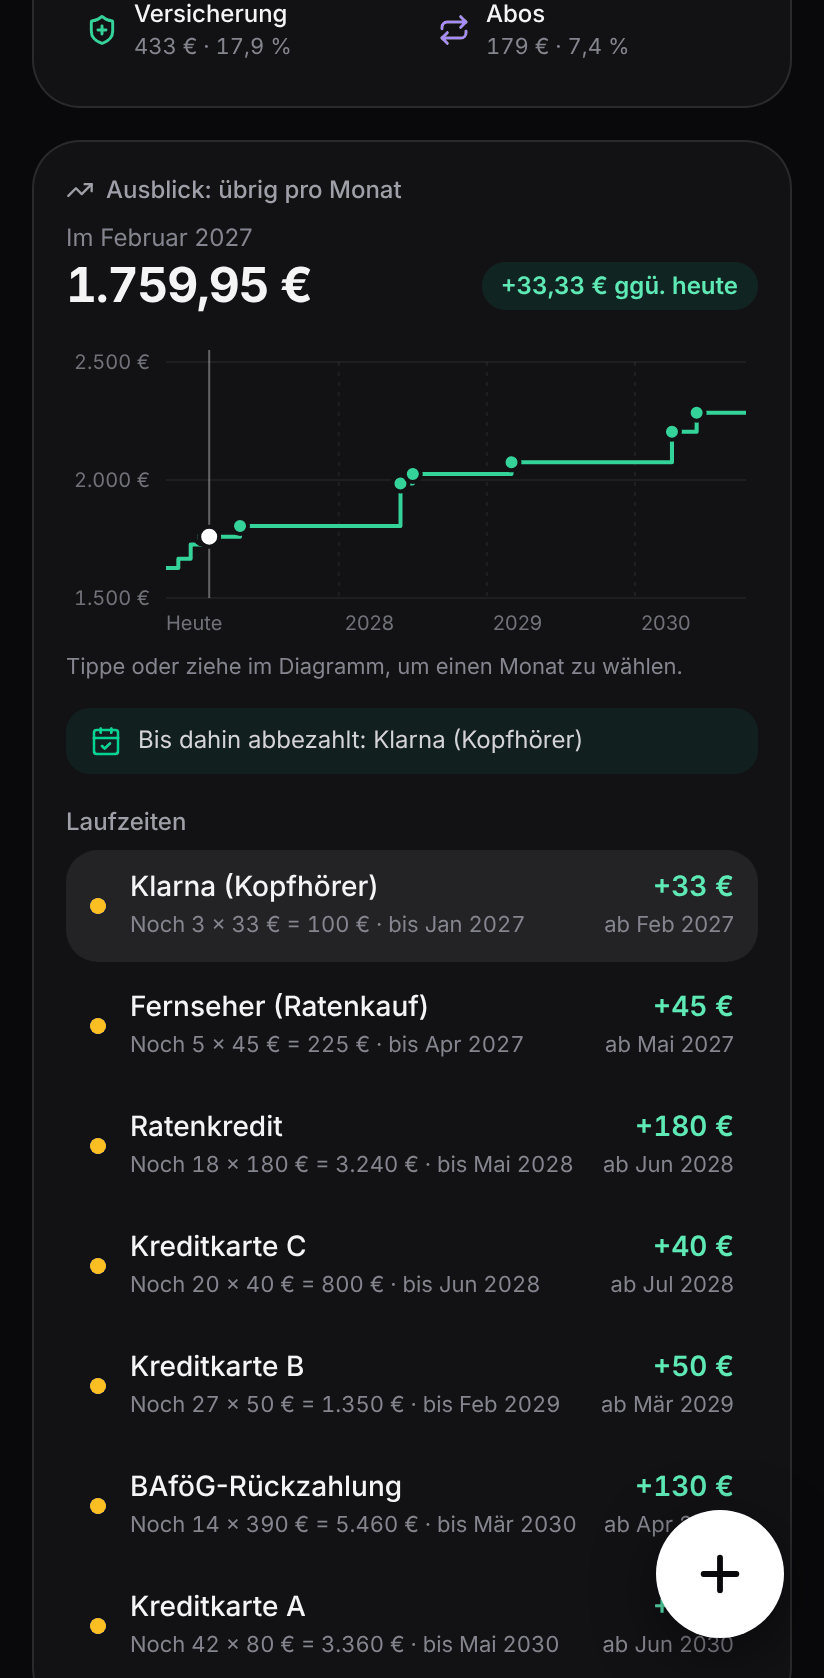 Versicherung
433 € · 17,9 %
Abos
179 € · 7,4 %
Ausblick: übrig pro Monat
Im Februar 2027
1.759,95 €
+33,33 € ggü. heute
2.500 €
2.000 €
1.500 €
Heute
2028
2029
2030
Tippe oder ziehe im Diagramm, um einen Monat zu wählen.
Bis dahin abbezahlt: Klarna (Kopfhörer)
Laufzeiten
Klarna (Kopfhörer)
+33 €
Noch 3 × 33 € = 100 € · bis Jan 2027
ab Feb 2027
Fernseher (Ratenkauf)
+45 €
Noch 5 × 45 € = 225 € · bis Apr 2027
ab Mai 2027
Ratenkredit
+180 €
Noch 18 × 180 € = 3.240 € · bis Mai 2028
ab Jun 2028
Kreditkarte C
+40 €
Noch 20 × 40 € = 800 € · bis Jun 2028
ab Jul 2028
Kreditkarte B
+50 €
Noch 27 × 50 € = 1.350 € · bis Feb 2029
ab Mär 2029
BAföG-Rückzahlung
+130 €
Noch 14 × 390 € = 5.460 € · bis Mär 2030
ab Apr
Kreditkarte A
Noch 42 × 80 € = 3.360 € · bis Mai 2030
ab Jun 2030